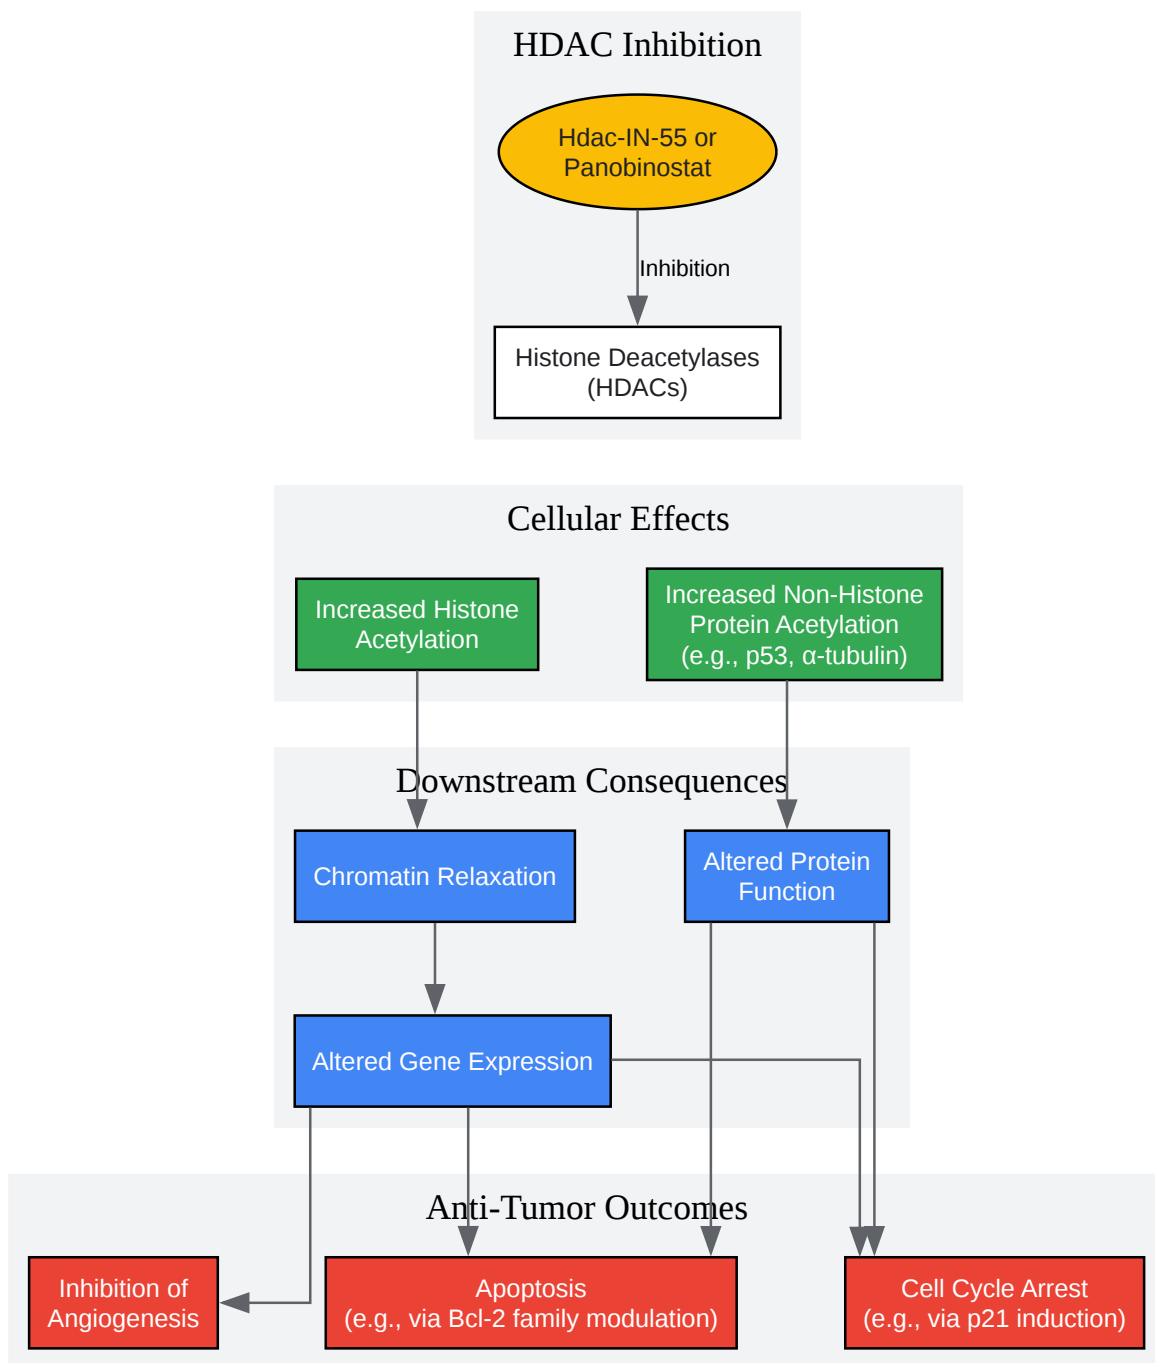 HDAC Inhibition
Hdac-IN-55 or
Panobinostat
Inhibition
Histone Deacetylases
(HDACs)
Cellular Effects
Increased Histone
Acetylation
Increased Non-Histone
Protein Acetylation
(e.g., p53, α-tubulin)
Downstream Consequences
Chromatin Relaxation
Altered Protein
Function
Altered Gene Expression
Anti-Tumor Outcomes
Inhibition of
Angiogenesis
Apoptosis
(e.g., via Bcl-2 family modulation)
Cell Cycle Arrest
(e.g., via p21 induction)